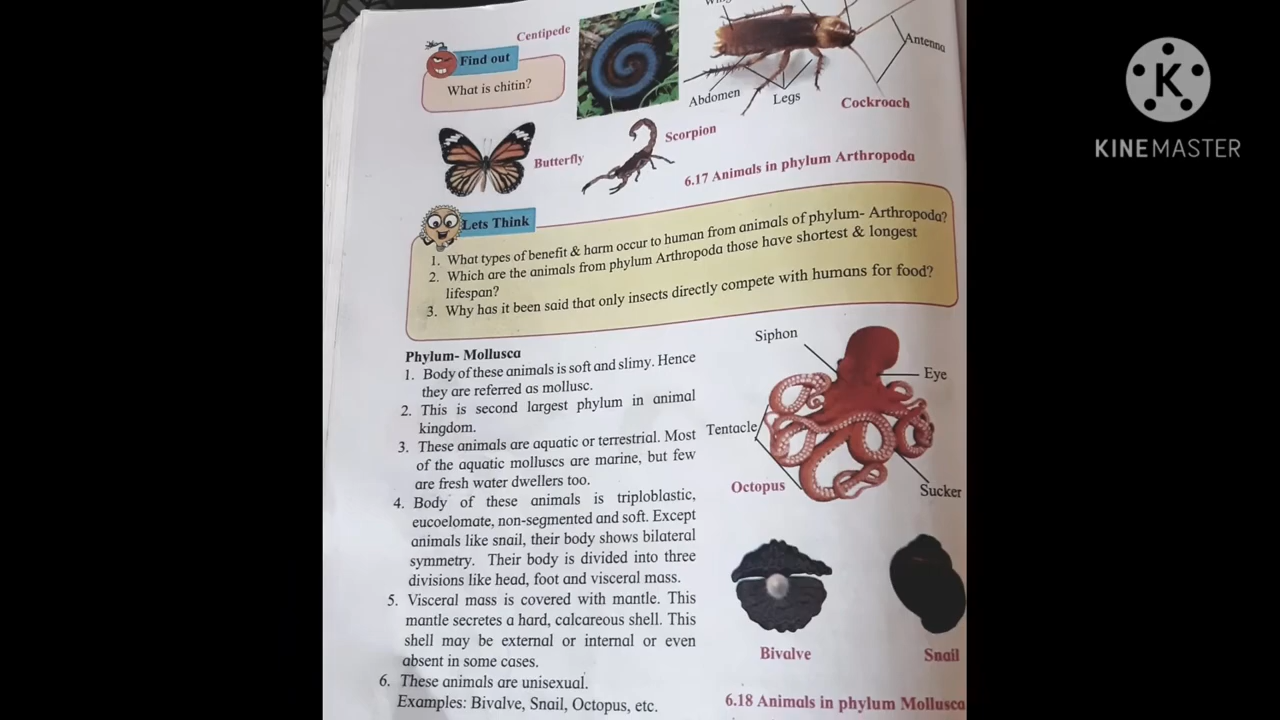 Centipede
Find out
What is chitin?
Antenna
Abdomen
Legs
Cockroach
Butterfly
Scorpion
6.17 Animals in phylum Arthropoda
Lets Think
1. What types of benefit & harm occur to human from animals of phylum- Arthropoda?
2. Which are the animals from phylum Arthropoda those have shortest & longest
lifespan?
3. Why has it been said that only insects directly compete with humans for food?
Phylum- Mollusca
1. Body of these animals is soft and slimy. Hence
they are referred as mollusc.
2. This is second largest phylum in animal
kingdom.
3. These animals are aquatic or terrestrial. Most
of the aquatic molluscs are marine, but few
are fresh water dwellers too.
4. Body of these animals is triploblastic,
eucoelomate, non-segmented and soft. Except
animals like snail, their body shows bilateral
symmetry. Their body is divided into three
divisions like head, foot and visceral mass.
5. Visceral mass is covered with mantle. This
mantle secretes a hard, calcareous shell. This
shell may be external or internal or even
absent in some cases.
6. These animals are unisexual.
Examples: Bivalve, Snail, Octopus, etc.
Siphon
Eye
Tentacle
Octopus
Sucker
Bivalve
Snail
6.18 Animals in phylum Mollusca
K
KINEMASTER